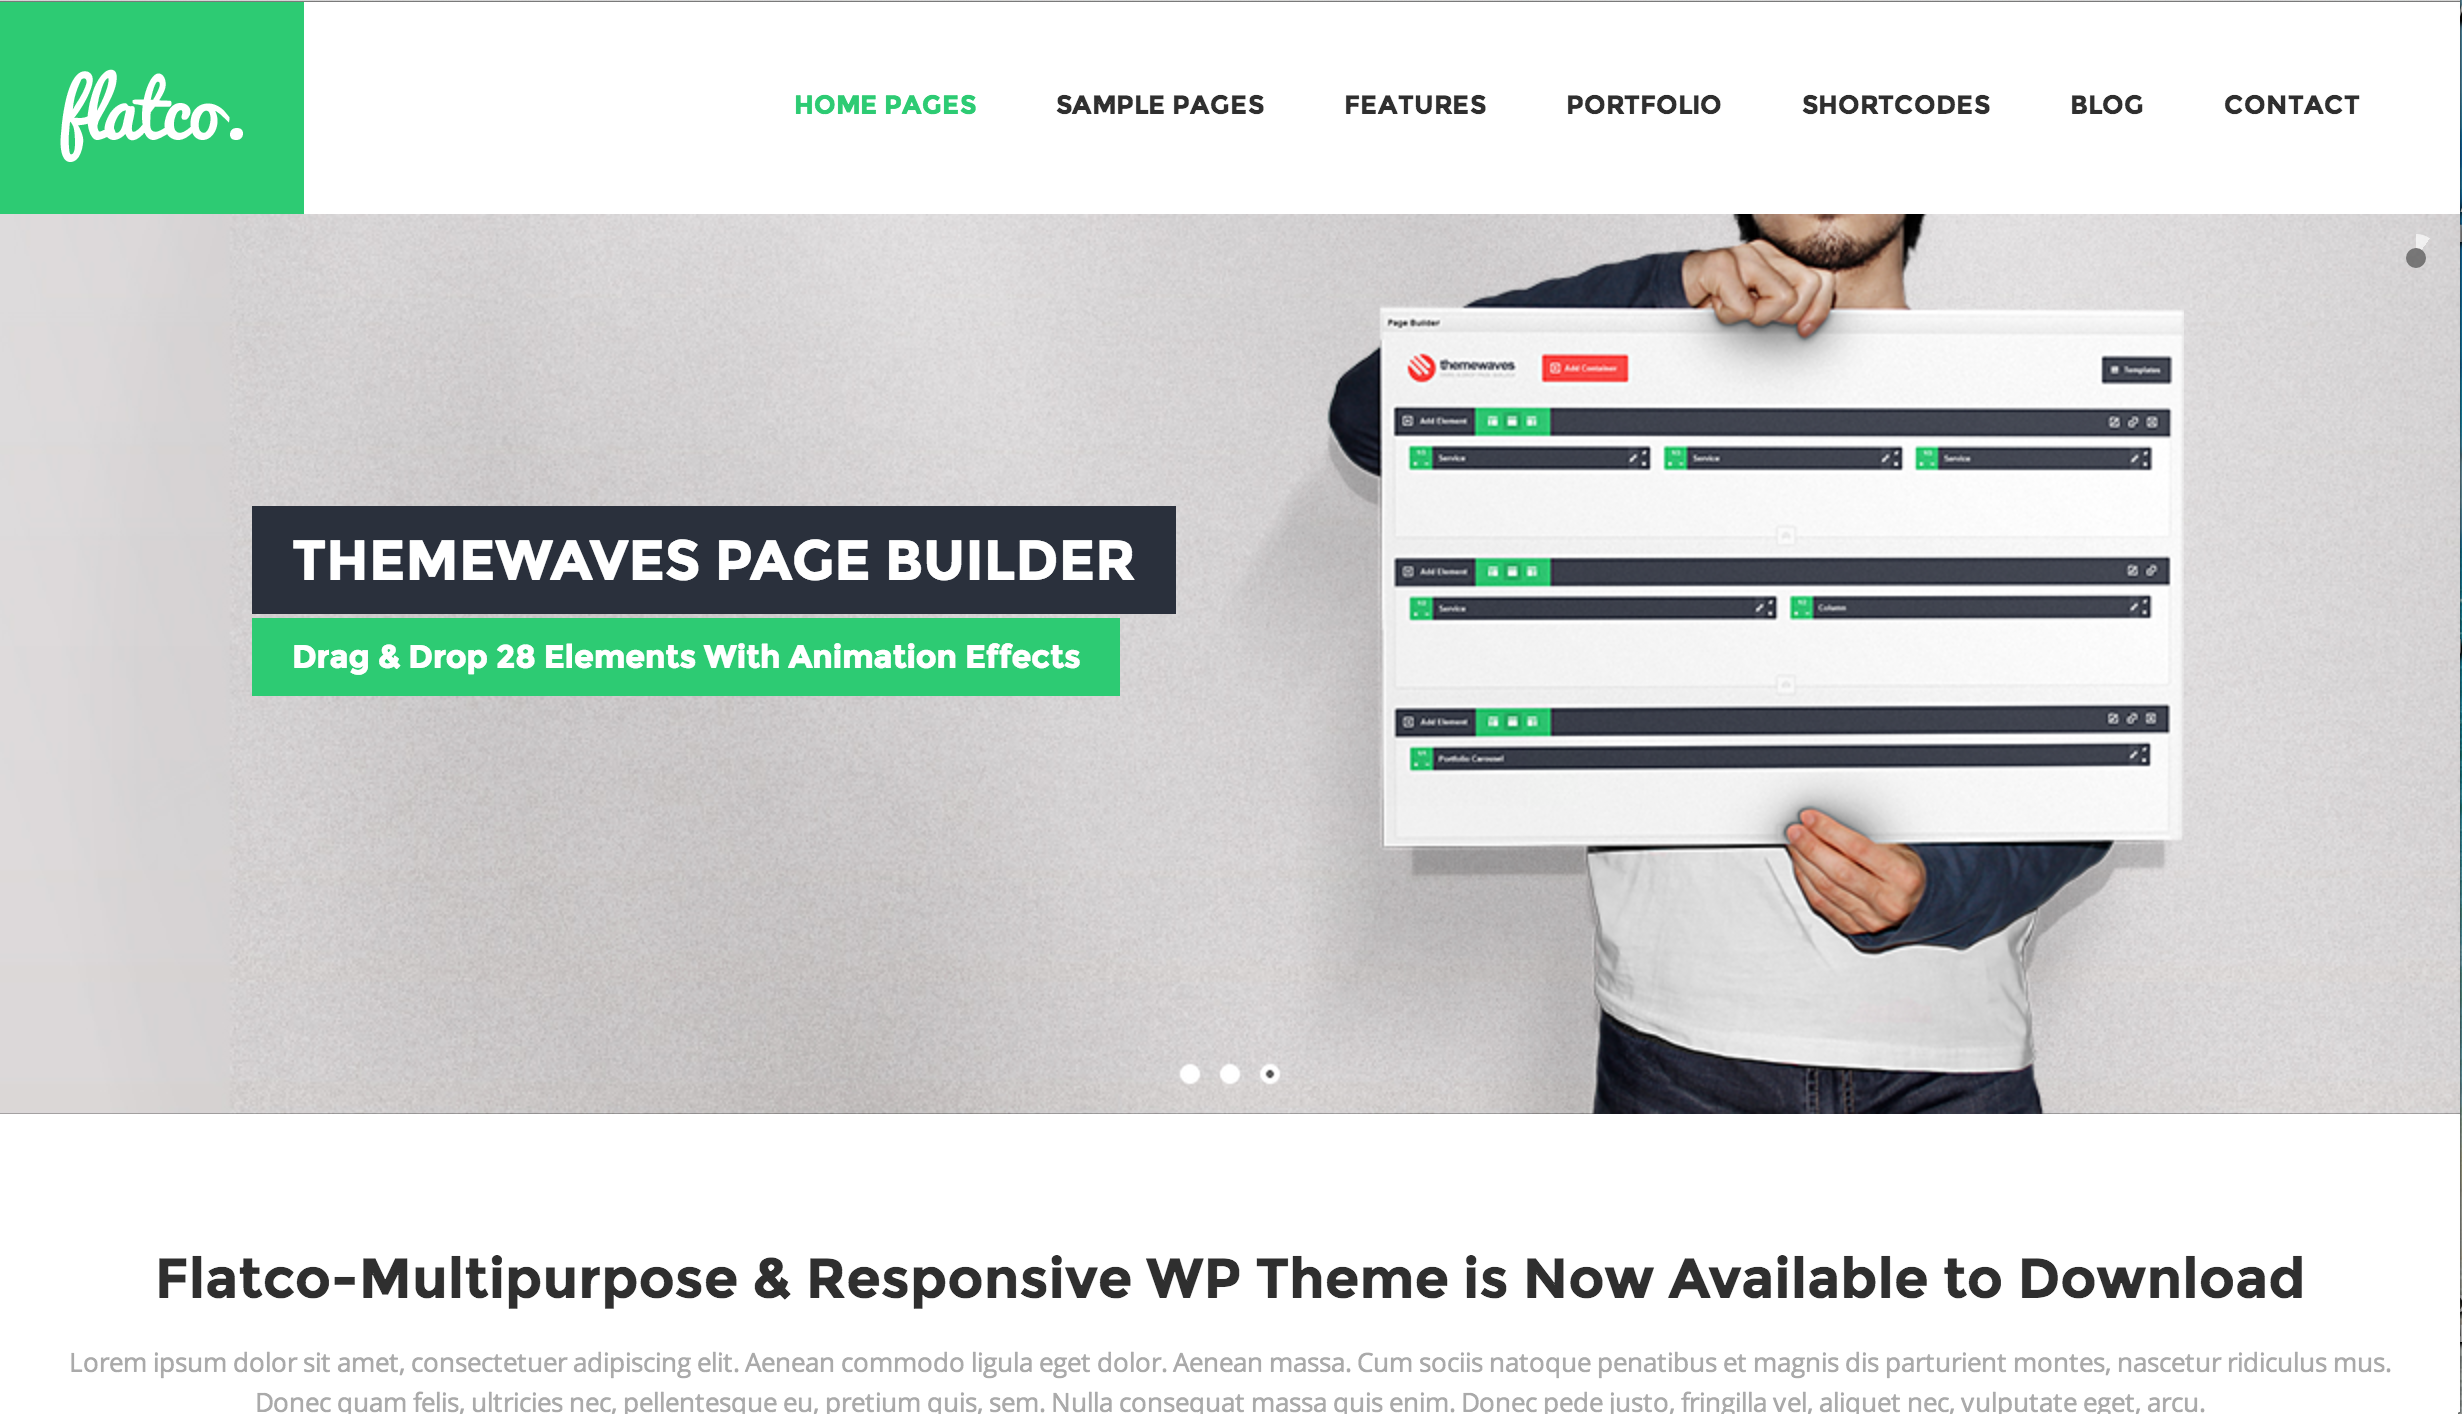 flatco.
HOME PAGES SAMPLE PAGES FEATURES PORTFOLIO SHORTCODES BLOG CONTACT
Page Builder
themewaves Add Container Templates
Add Element
Service Service Service
THEMEWAVES PAGE BUILDER
Drag & Drop 28 Elements With Animation Effects
Add Element
Service Column
Add Element
Portfolio Carousel
Flatco-Multipurpose & Responsive WP Theme is Now Available to Download
Lorem ipsum dolor sit amet, consectetuer adipiscing elit. Aenean commodo ligula eget dolor. Aenean massa. Cum sociis natoque penatibus et magnis dis parturient montes, nascetur ridiculus mus.
Donec quam felis, ultricies nec, pellentesque eu, pretium quis, sem. Nulla consequat massa quis enim. Donec pede justo, fringilla vel, aliquet nec, vulputate eget, arcu.